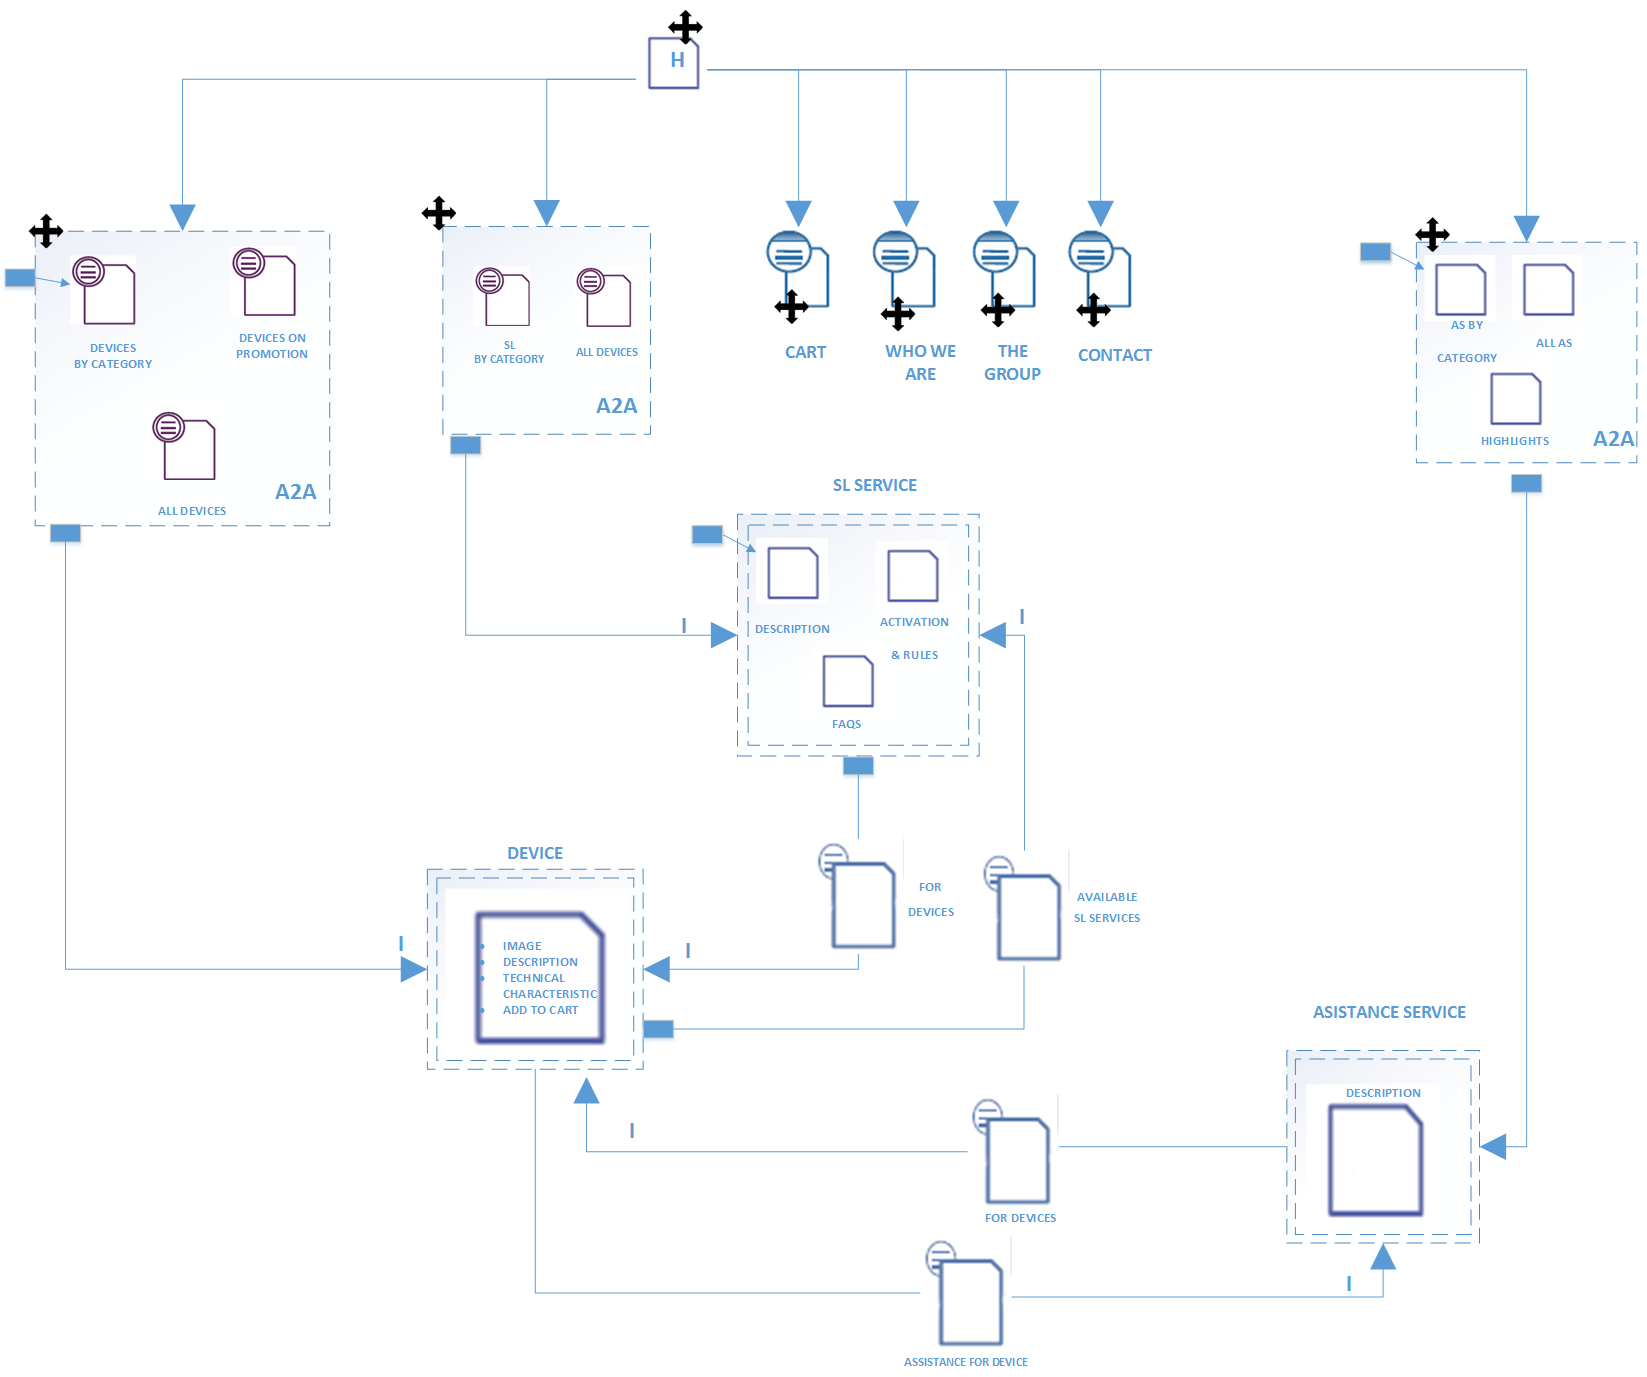 H
DEVICES
BY CATEGORY
DEVICES ON
PROMOTION
ALL DEVICES
A2A
SL
BY CATEGORY
ALL DEVICES
A2A
CART
WHO WE
ARE
THE
GROUP
CONTACT
AS BY
CATEGORY
ALL AS
HIGHLIGHTS
A2A
SL SERVICE
DESCRIPTION
ACTIVATION
& RULES
FAQS
I
I
DEVICE
• IMAGE
• DESCRIPTION
• TECHNICAL
CHARACTERISTIC
• ADD TO CART
I
I
FOR
DEVICES
AVAILABLE
SL SERVICES
ASISTANCE SERVICE
DESCRIPTION
I
FOR DEVICES
I
ASSISTANCE FOR DEVICE